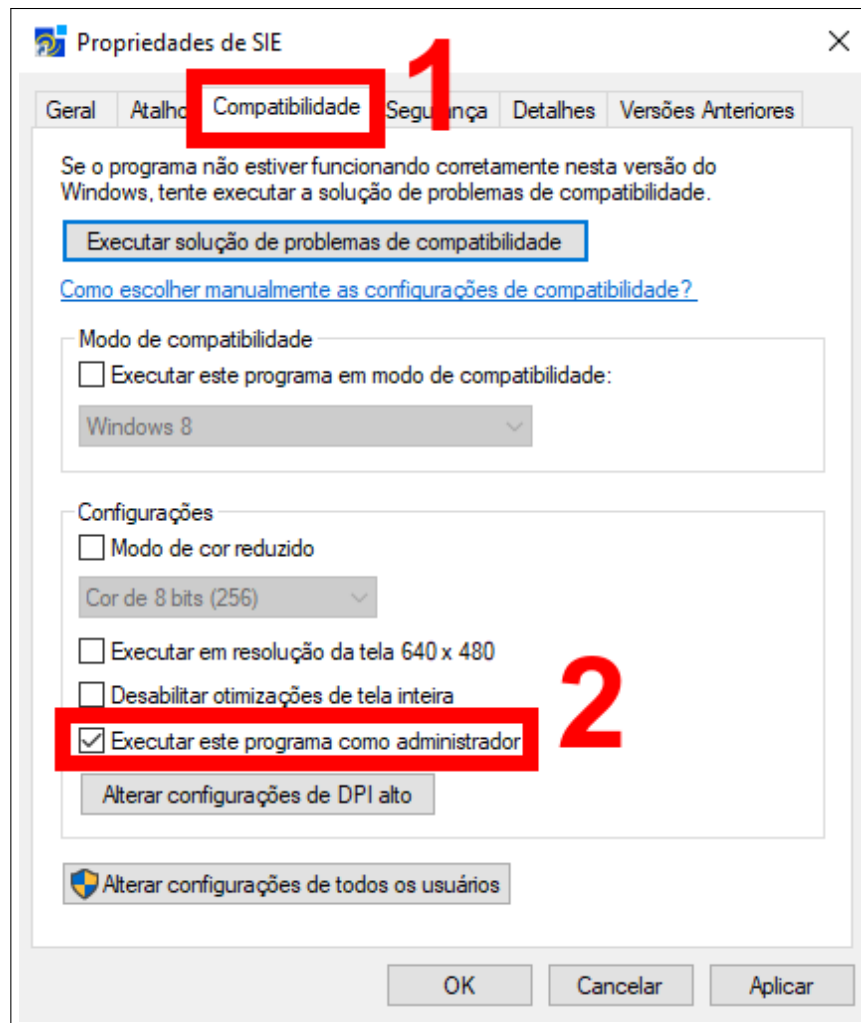 Propriedades de SIE
1
Geral Atalho Compatibilidade Segurança Detalhes Versões Anteriores
Se o programa não estiver funcionando corretamente nesta versão do
Windows, tente executar a solução de problemas de compatibilidade.
Executar solução de problemas de compatibilidade
Como escolher manualmente as configurações de compatibilidade?
Modo de compatibilidade
Executar este programa em modo de compatibilidade:
Windows 8
Configurações
Modo de cor reduzido
Cor de 8 bits (256)
Executar em resolução da tela 640 x 480
Desabilitar otimizações de tela inteira
2
Executar este programa como administrador
Alterar configurações de DPI alto
Alterar configurações de todos os usuários
OK Cancelar Aplicar